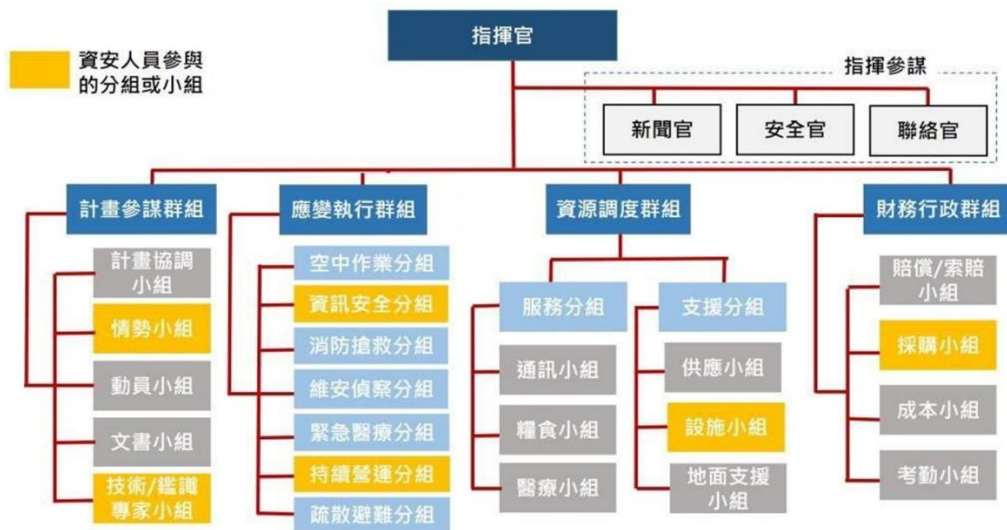 指揮官
資安人員參與
的分組或小組
指揮參謀
新聞官
安全官
聯絡官
計畫參謀群組
應變執行群組
資源調度群組
財務行政群組
計畫協調
小組
情勢小組
動員小組
文書小組
技術/鑑識
專家小組
空中作業分組
資訊安全分組
消防搶救分組
維安偵察分組
緊急醫療分組
持續營運分組
疏散避難分組
服務分組
通訊小組
糧食小組
醫療小組
支援分組
供應小組
設施小組
地面支援
小組
賠償/索賠
小組
採購小組
成本小組
考勤小組